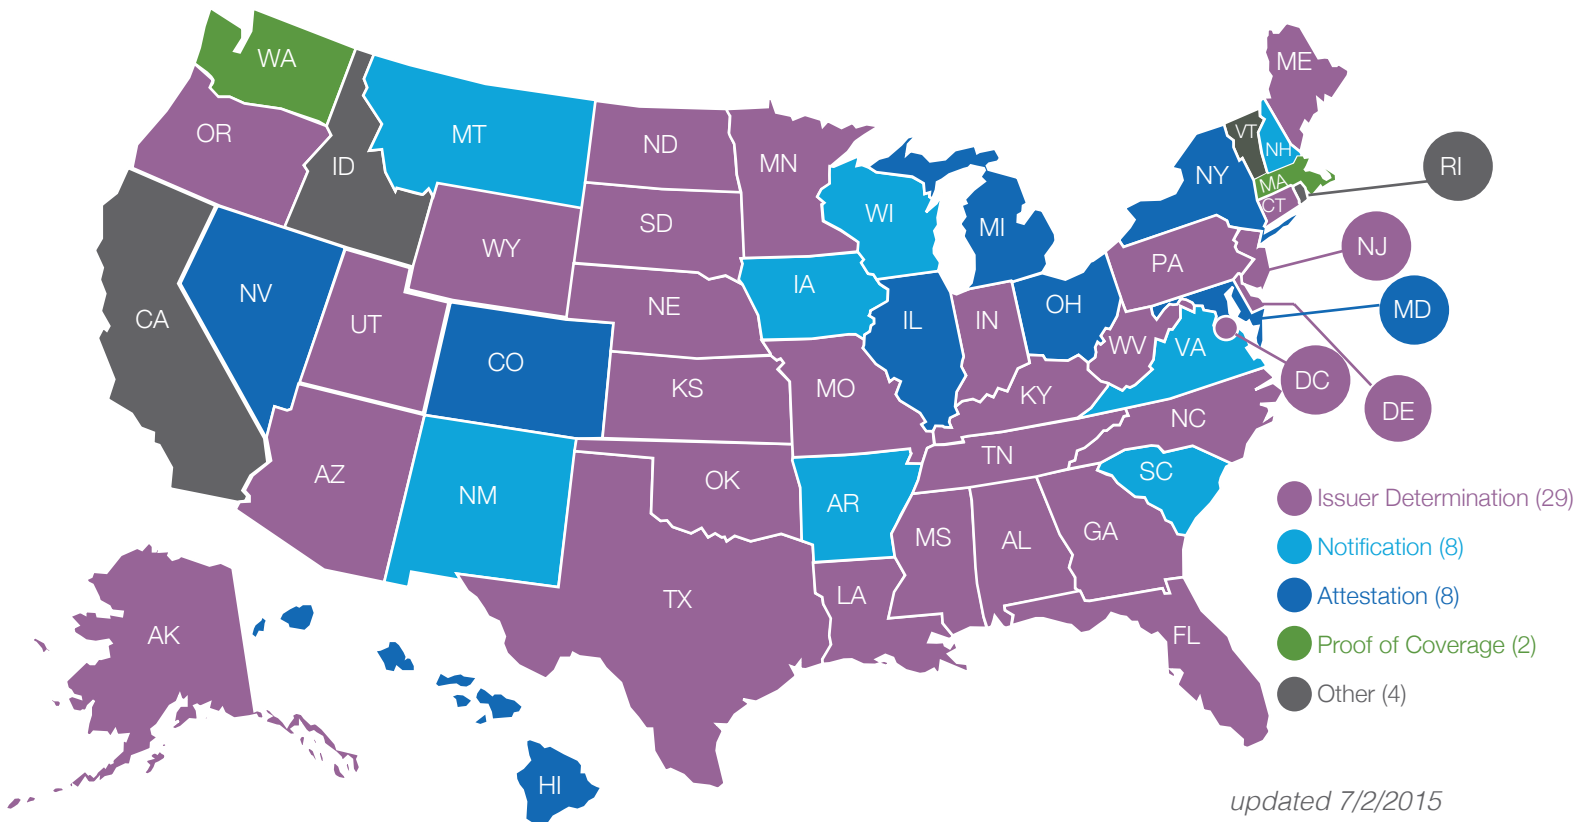 WA
ME
OR
MT
ND
MN
VT
NH
ID
RI
NY
MA
SD
WI
CT
MI
WY
NJ
PA
NV
IA
NE
OH
MD
CA
UT
IL
IN
WV
VA
CO
DC
KS
MO
KY
DE
NC
TN
AZ
OK
SC
NM
AR
Issuer Determination (29)
MS
AL
GA
Notification (8)
TX
LA
Attestation (8)
AK
FL
Proof of Coverage (2)
Other (4)
HI
updated 7/2/2015